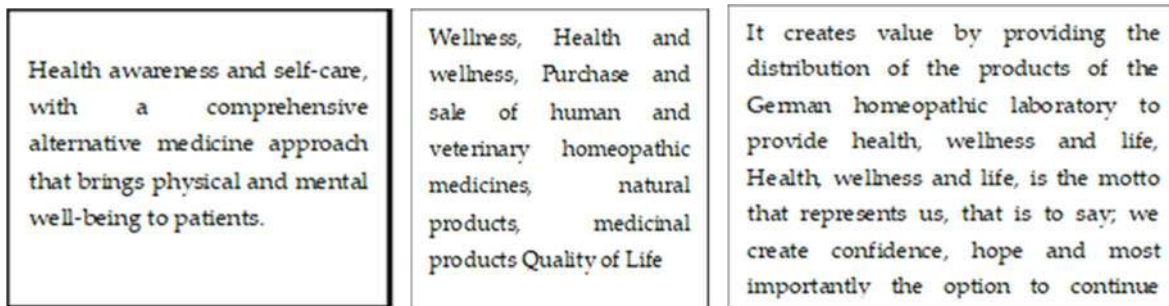 Health awareness and self-care,
with a comprehensive
alternative medicine approach
that brings physical and mental
well-being to patients.
Wellness, Health and
wellness, Purchase and
sale of human and
veterinary homeopathic
medicines, natural
products, medicinal
products Quality of Life
It creates value by providing the
distribution of the products of the
German homeopathic laboratory to
provide health, wellness and life,
Health, wellness and life, is the motto
that represents us, that is to say; we
create confidence, hope and most
importantly the option to continue